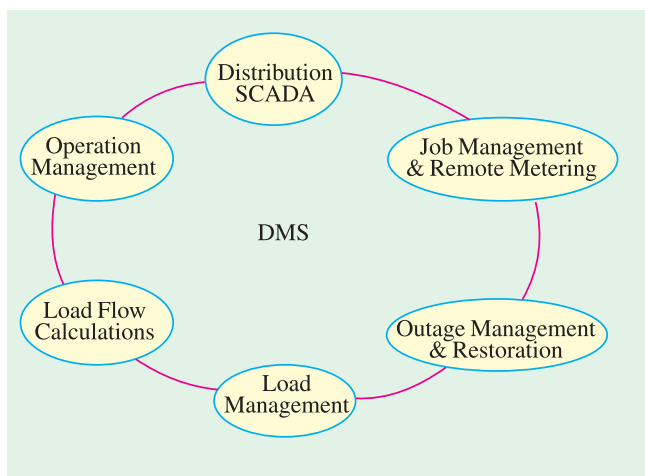 Distribution
SCADA
Operation
Management
Job Management
& Remote Metering
DMS
Load Flow
Calculations
Outage Management
& Restoration
Load
Management